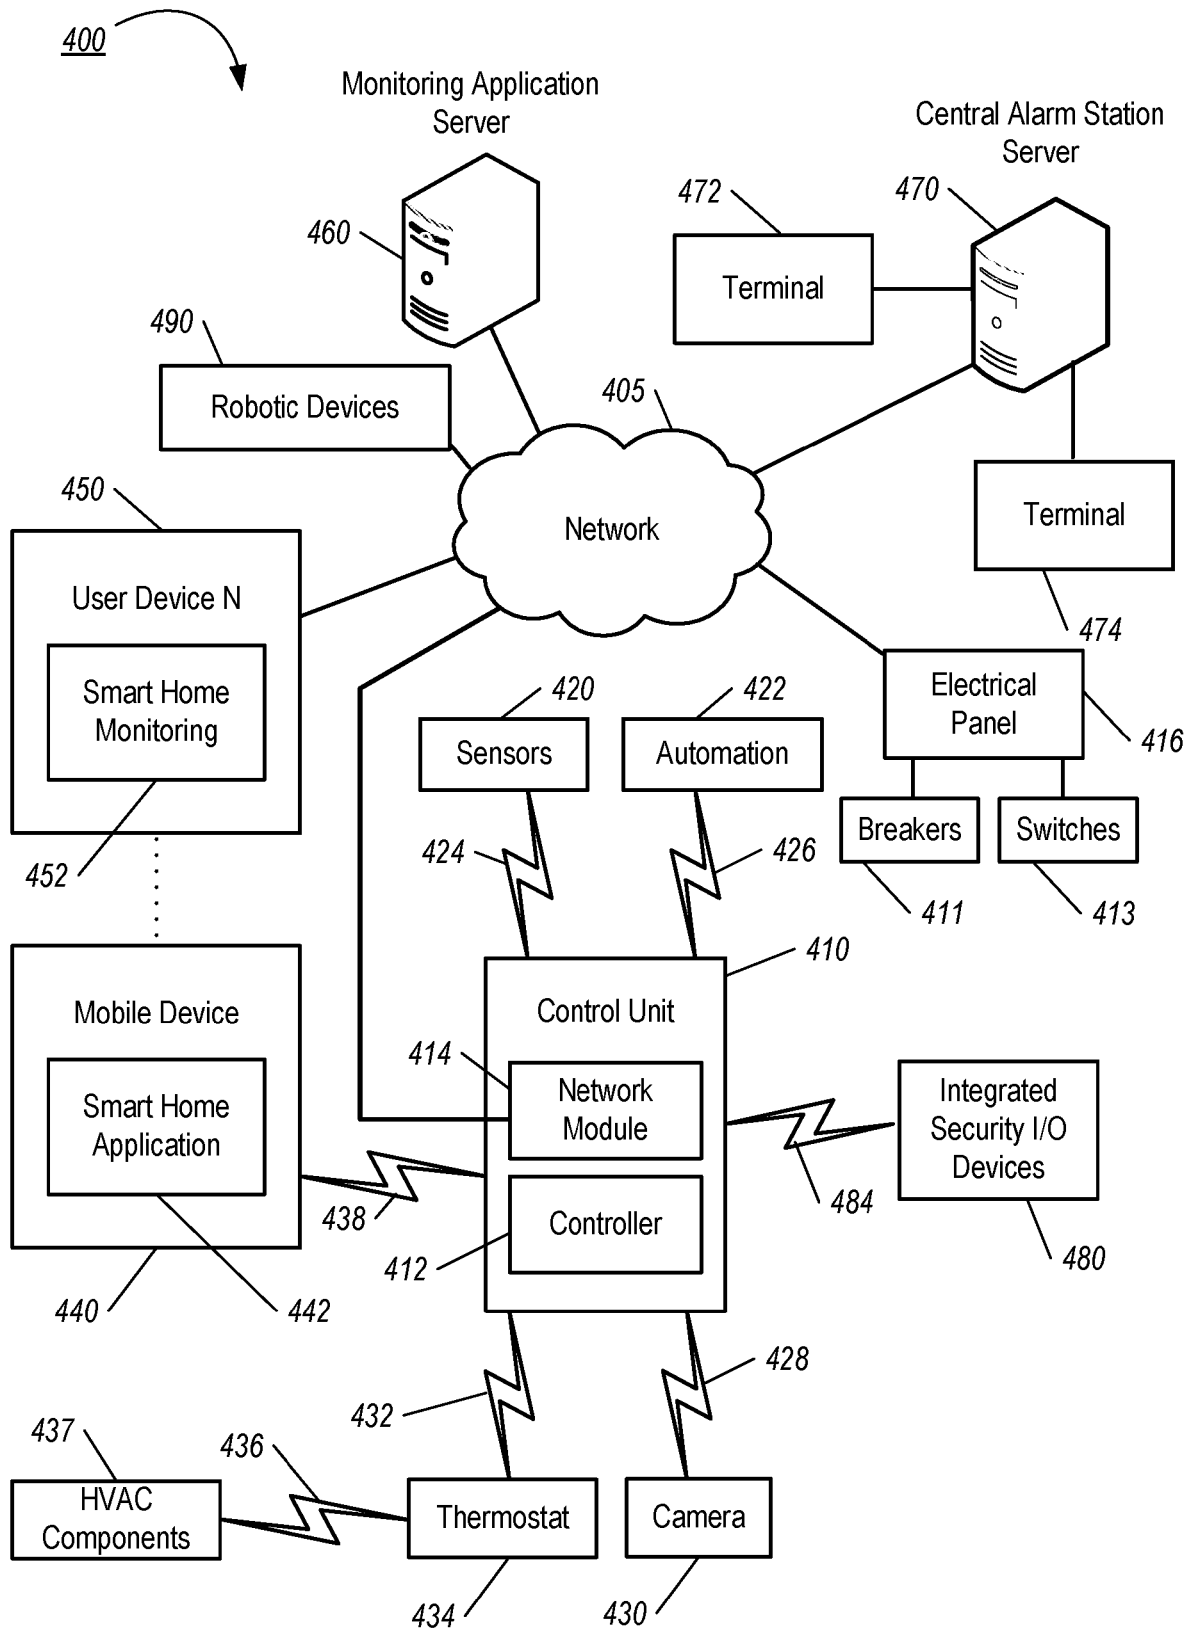 400
Monitoring Application
Server
Central Alarm Station
Server
472
470
460
Terminal
490
405
Robotic Devices
450
Network
Terminal
User Device N
474
Smart Home
Monitoring
420
422
Electrical
Panel
416
Sensors
Automation
Breakers
Switches
452
424
426
411
413
410
Mobile Device
Control Unit
414
Network
Module
Integrated
Security I/O
Devices
Smart Home
Application
438
484
Controller
412
480
440
442
432
428
437
436
HVAC
Components
Thermostat
Camera
434
430